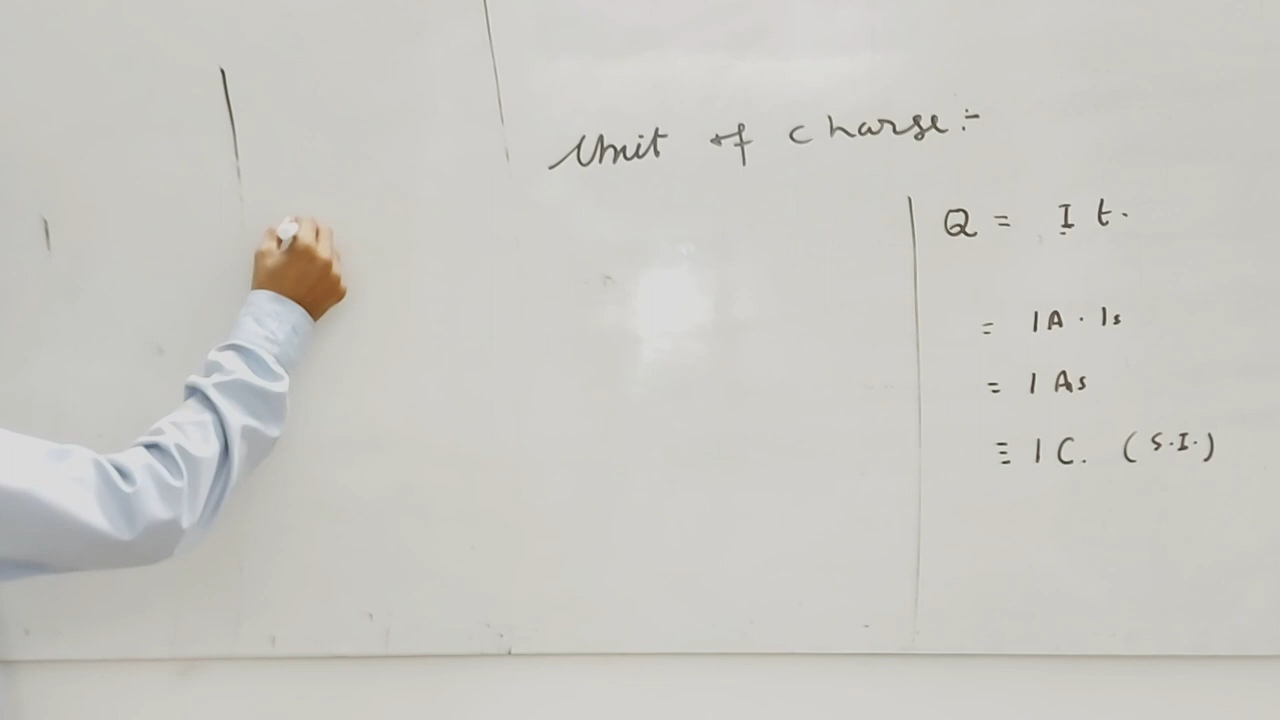 Unit of charge:-
Q = I t.
= 1A · 1s
= 1 As
≡ 1 C. (S.I.)